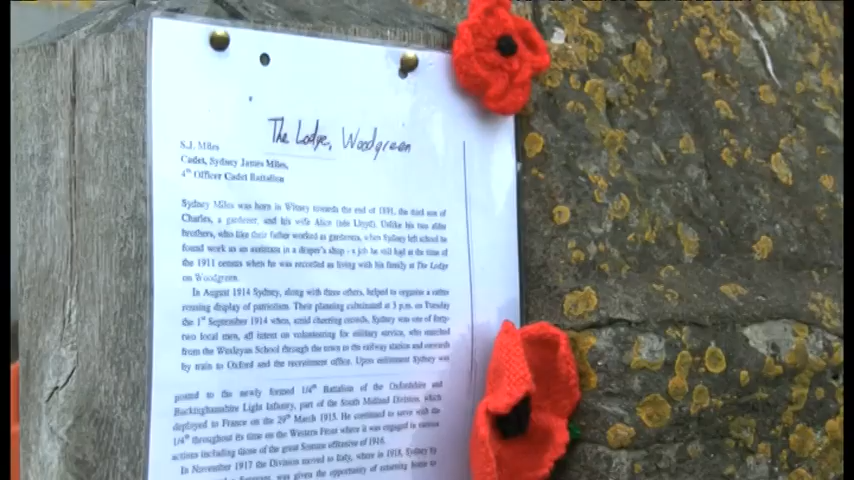 The Lodge, Woodgreen
S.J. Miles
Cadet, Sydney James Miles,
4th Officer Cadet Battalion
Sydney Miles was born in Witney towards the end of 1891, the third son of
Charles, a gardener, and his wife Alice (née Lloyd). Unlike his two elder
brothers, who like their father worked as gardeners, when Sydney left school he
found work as an assistant in a draper's shop - a job he still had at the time of
the 1911 census when he was recorded as living with his family at The Lodge
on Woodgreen.
In August 1914 Sydney, along with three others, helped to organise a rather
rousing display of patriotism. Their planning culminated at 3 p.m. on Tuesday
the 1st September 1914 when, amid cheering crowds, Sydney was one of forty-
two local men, all intent on volunteering for military service, who marched
from the Wesleyan School through the town to the railway station and onwards
by train to Oxford and the recruitment office. Upon enlistment Sydney was
posted to the newly formed 1/4th Battalion of the Oxfordshire and
Buckinghamshire Light Infantry, part of the South Midland Division, which
deployed to France on the 29th March 1915. He continued to serve with the
1/4th throughout its time on the Western Front where it was engaged in various
actions including those of the great Somme offensive of 1916.
In November 1917 the Division moved to Italy, where in 1918, Sydney by
was given the opportunity of returning home to